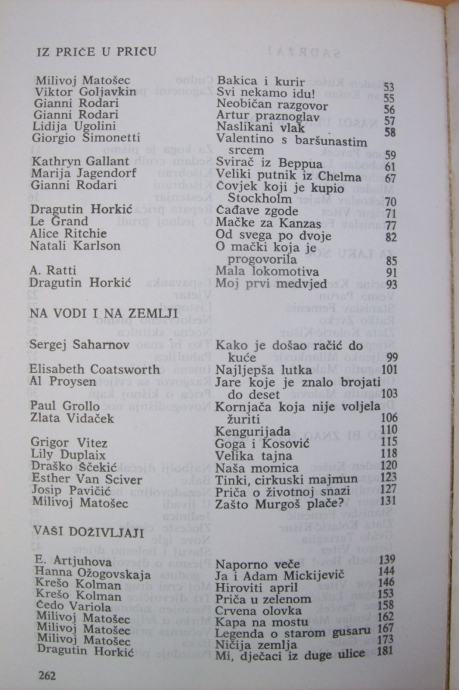 IZ PRIČE U PRIČU
Milivoj Matošec Bakica i kurir 53
Viktor Goljavkin Svi nekamo idu! 55
Gianni Rodari Neobičan razgovor 56
Gianni Rodari Artur praznoglav 57
Lidija Ugolini Naslikani vlak 58
Giorgio Simonetti Valentino s baršunastim
srcem 59
Kathryn Gallant Svirač iz Beppua 61
Marija Jagendorf Veliki putnik iz Chelma 67
Gianni Rodari Čovjek koji je kupio
Stockholm 70
Dragutin Horkić Čađave zgode 71
Le Grand Mačke za Kanzas 77
Alice Ritchie Od svega po dvoje 82
Natali Karlson O mački koja je
progovorila 85
A. Ratti Mala lokomotiva 91
Dragutin Horkić Moj prvi medvjed 93
NA VODI I NA ZEMLJI
Sergej Saharnov Kako je došao račić do
kuće 99
Elisabeth Coatsworth Najljepša lutka 101
Al Proysen Jare koje je znalo brojati
do deset 103
Paul Grollo Kornjača koja nije voljela
žuriti 106
Zlata Vidaček Kengurijada 110
Grigor Vitez Goga i Kosović 115
Lily Duplaix Velika tajna 118
Draško Ščekić Naša momica 120
Esther Van Sciver Tinki, cirkuski majmun 123
Josip Pavičić Priča o životnoj snazi 127
Milivoj Matošec Zašto Murgoš plače? 131
VAŠI DOŽIVLJAJI
E. Artjuhova Naporno veče 139
Hanna Ožogovskaja Ja i Adam Mickijevič 144
Krešo Kolman Hiroviti april 146
Krešo Kolman Priča u zelenom 153
Čedo Variola Crvena olovka 158
Milivoj Matošec Kapa na mostu 162
Milivoj Matošec Legenda o starom gusaru 167
Milivoj Matošec Ničija zemlja 173
Dragutin Horkić Mi, dječaci iz duge ulice 181
262